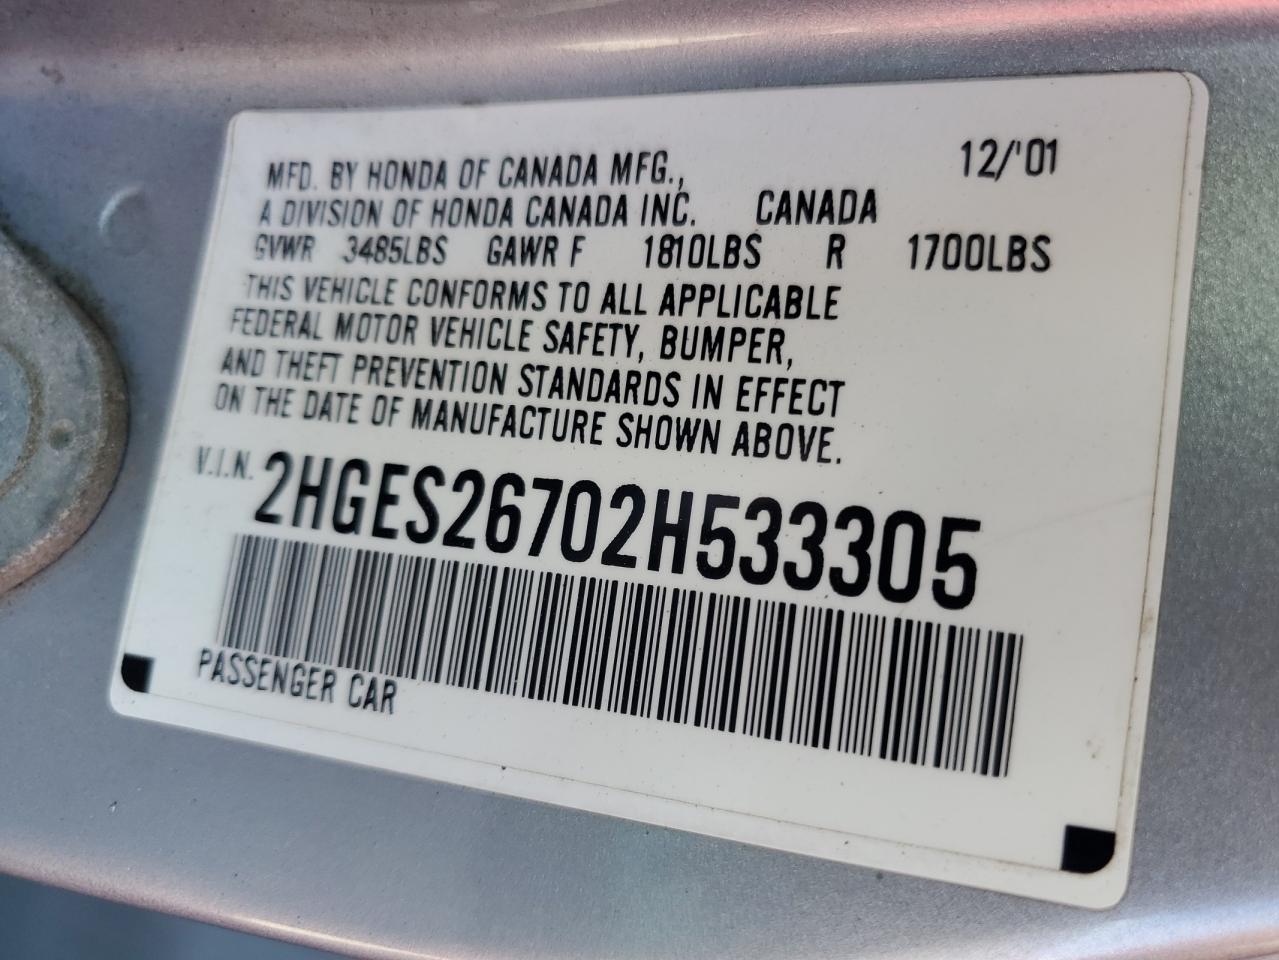 MFD. BY HONDA OF CANADA MFG., 12/'01
A DIVISION OF HONDA CANADA INC. CANADA
GVWR 3485LBS GAWR F 1810LBS R 1700LBS
THIS VEHICLE CONFORMS TO ALL APPLICABLE
FEDERAL MOTOR VEHICLE SAFETY, BUMPER,
AND THEFT PREVENTION STANDARDS IN EFFECT
ON THE DATE OF MANUFACTURE SHOWN ABOVE.
V.I.N. 2HGES26702H533305
PASSENGER CAR